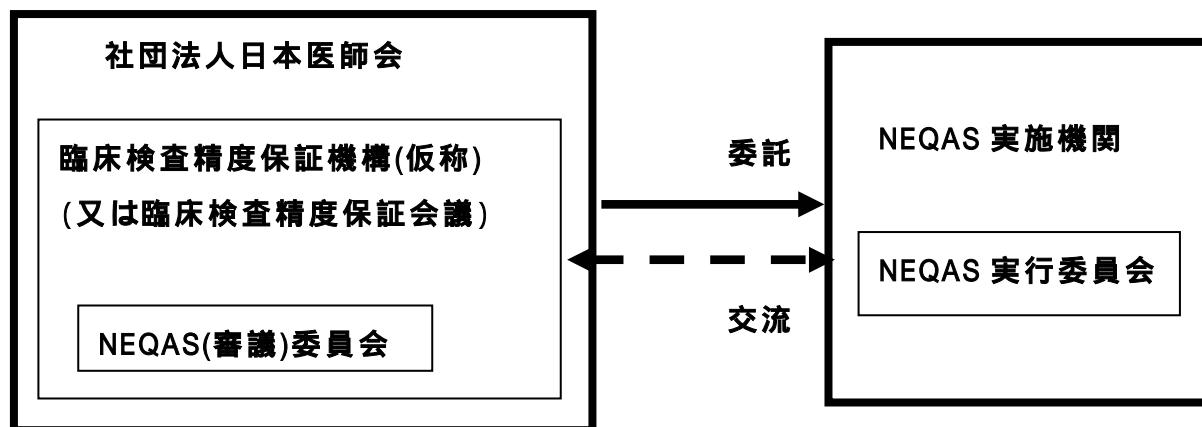 社団法人日本医師会
臨床検査精度保証機構(仮称)
(又は臨床検査精度保証会議)
NEQAS(審議)委員会
委託
交流
NEQAS 実施機関
NEQAS 実行委員会